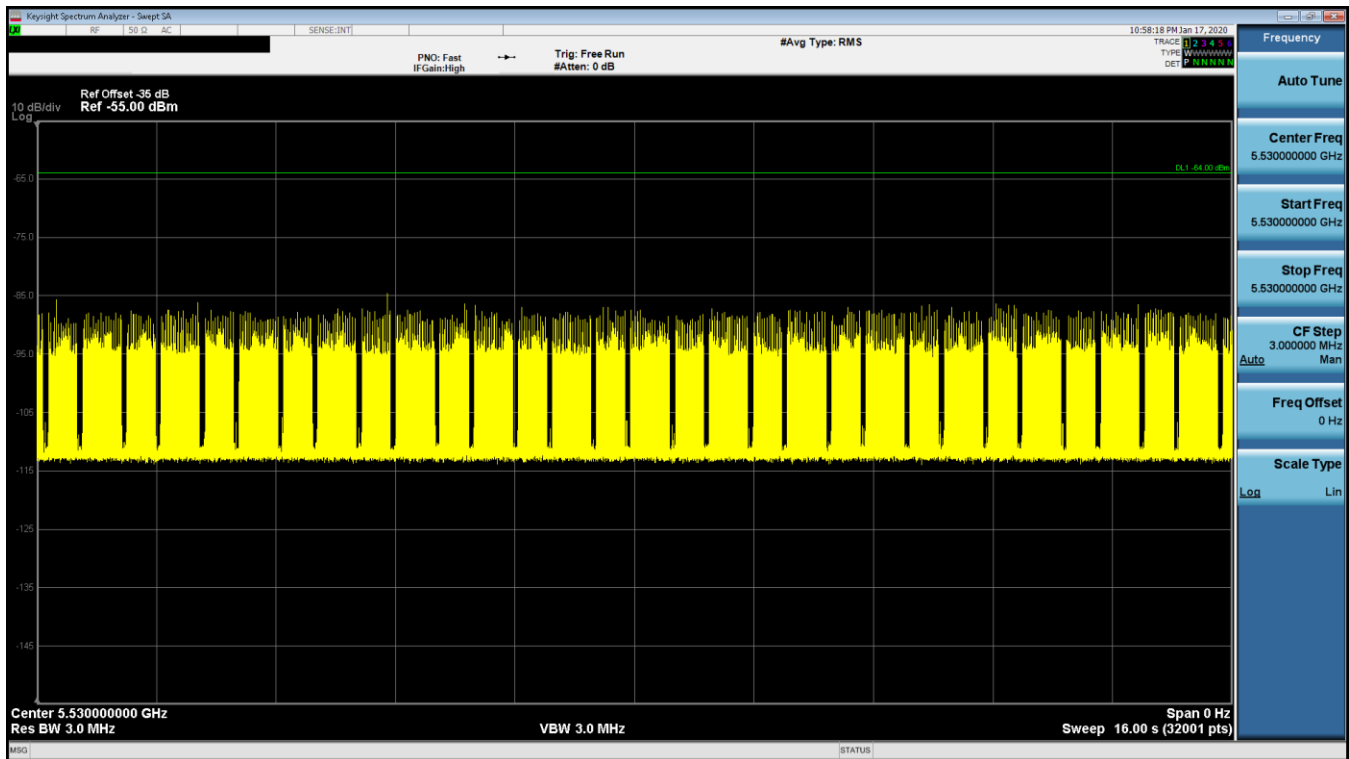 Keysight Spectrum Analyzer - Swept SA
RF 50 Ω AC SENSE:INT 10:58:18 PM Jan 17, 2020
#Avg Type: RMS
TRACE 1 2 3 4 5 6
PNO: Fast Trig: Free Run
TYPE W
IFGain:High #Atten: 0 dB
DET P N N N N N
Ref Offset -35 dB
10 dB/div Ref -55.00 dBm
Log
DL1 -64.00 dBm
-65.0
-75.0
-85.0
-95.0
-105
-115
-125
-135
-145
Center 5.530000000 GHz Span 0 Hz
Res BW 3.0 MHz VBW 3.0 MHz Sweep 16.00 s (32001 pts)
MSG STATUS
Frequency
Auto Tune
Center Freq
5.530000000 GHz
Start Freq
5.530000000 GHz
Stop Freq
5.530000000 GHz
CF Step
3.000000 MHz
Auto Man
Freq Offset
0 Hz
Scale Type
Log Lin